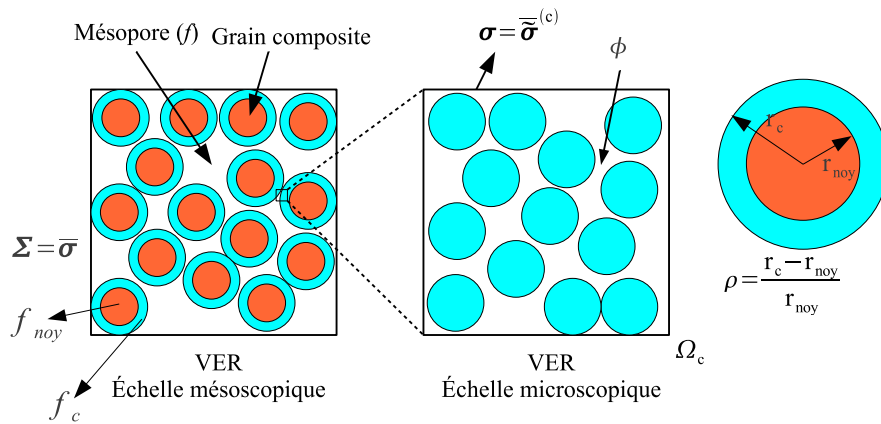 Mésopore (f)
Grain composite
Σ = σ̅
f_noy
f_c
VER
Échelle mésoscopique
σ = σ̿̃^(c)
ϕ
Ω_c
VER
Échelle microscopique
r_c
r_noy
ρ = (r_c − r_noy) / r_noy